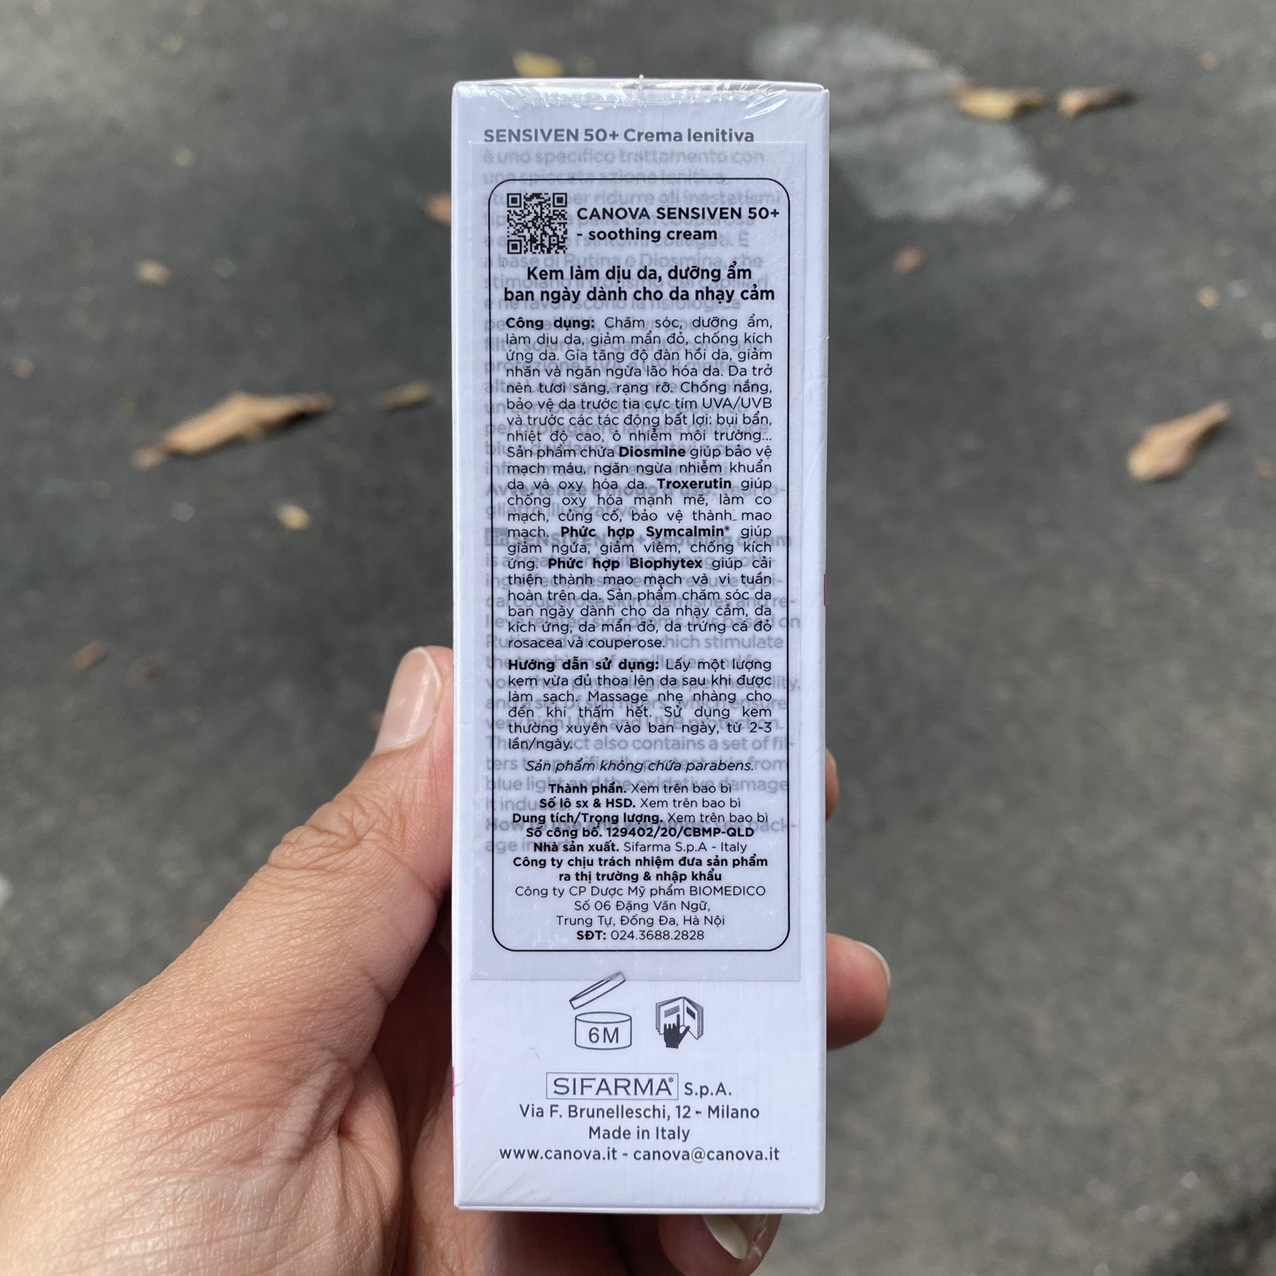 SENSIVEN 50+ Crema lenitiva
è uno specifico trattamento con
CANOVA SENSIVEN 50+
- soothing cream
Kem làm dịu da, dưỡng ẩm
ban ngày dành cho da nhạy cảm
Công dụng: Chăm sóc, dưỡng ẩm,
làm dịu da, giảm mẩn đỏ, chống kích
ứng da. Gia tăng độ đàn hồi da, giảm
nhăn và ngăn ngừa lão hóa da. Da trở
nên tươi sáng, rạng rỡ. Chống nắng,
bảo vệ da trước tia cực tím UVA/UVB
và trước các tác động bất lợi: bụi bẩn,
nhiệt độ cao, ô nhiễm môi trường...
Sản phẩm chứa Diosmine giúp bảo vệ
mạch máu, ngăn ngừa nhiễm khuẩn
da và oxy hóa da. Troxerutin giúp
chống oxy hóa mạnh mẽ, làm co
mạch, củng cố, bảo vệ thành mao
mạch. Phức hợp Symcalmin® giúp
giảm ngứa, giảm viêm, chống kích
ứng. Phức hợp Biophytex giúp cải
thiện thành mao mạch và vi tuần
hoàn trên da. Sản phẩm chăm sóc da
ban ngày dành cho da nhạy cảm, da
kích ứng, da mẩn đỏ, da trứng cá đỏ
rosacea và couperose.
Hướng dẫn sử dụng: Lấy một lượng
kem vừa đủ thoa lên da sau khi được
làm sạch. Massage nhẹ nhàng cho
đến khi thấm hết. Sử dụng kem
thường xuyên vào ban ngày, từ 2-3
lần/ngày.
Sản phẩm không chứa parabens.
Thành phần. Xem trên bao bì
Số lô sx & HSD. Xem trên bao bì
Dung tích/Trọng lượng. Xem trên bao bì
Số công bố. 129402/20/CBMP-QLD
Nhà sản xuất. Sifarma S.p.A - Italy
Công ty chịu trách nhiệm đưa sản phẩm
ra thị trường & nhập khẩu
Công ty CP Dược Mỹ phẩm BIOMEDICO
Số 06 Đặng Văn Ngữ,
Trung Tự, Đống Đa, Hà Nội
SĐT: 024.3688.2828
6M
SIFARMA® S.p.A.
Via F. Brunelleschi, 12 - Milano
Made in Italy
www.canova.it - canova@canova.it